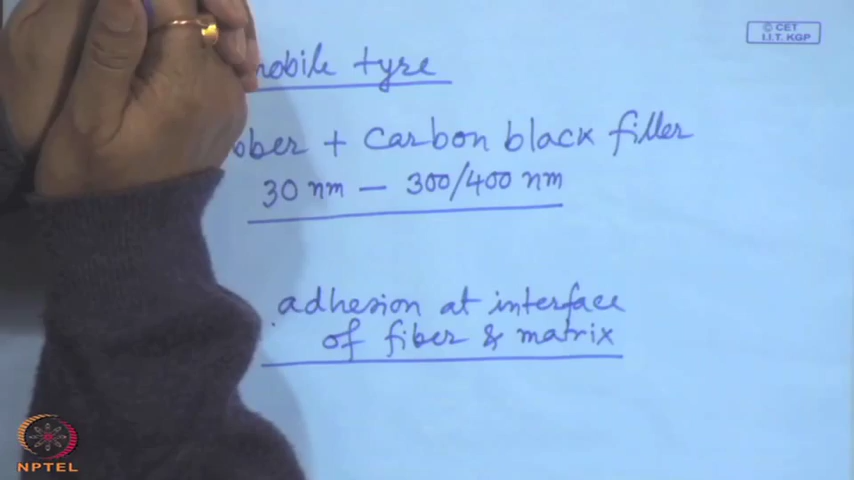 © CET
I.I.T. KGP
mobile tyre
ober + Carbon black filler
30 nm – 300/400 nm
adhesion at interface
of fiber & matrix
NPTEL